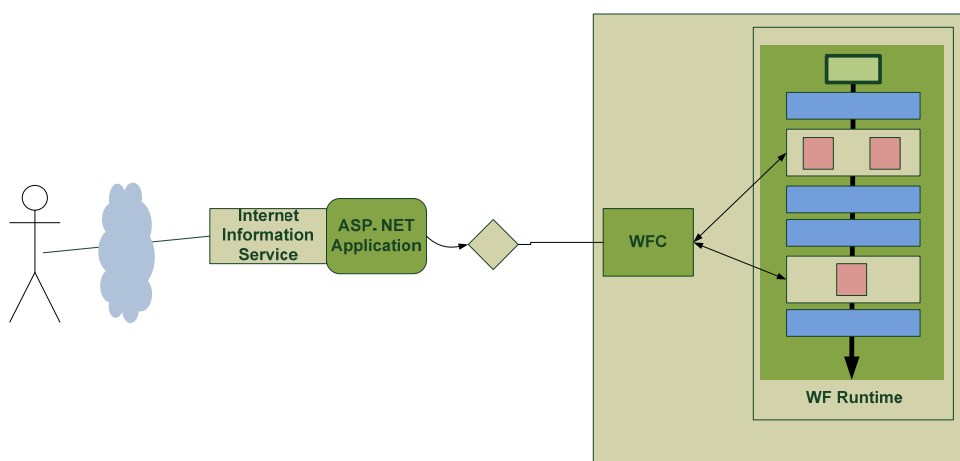 Internet
Information
Service
ASP. NET
Application
WFC
WF Runtime